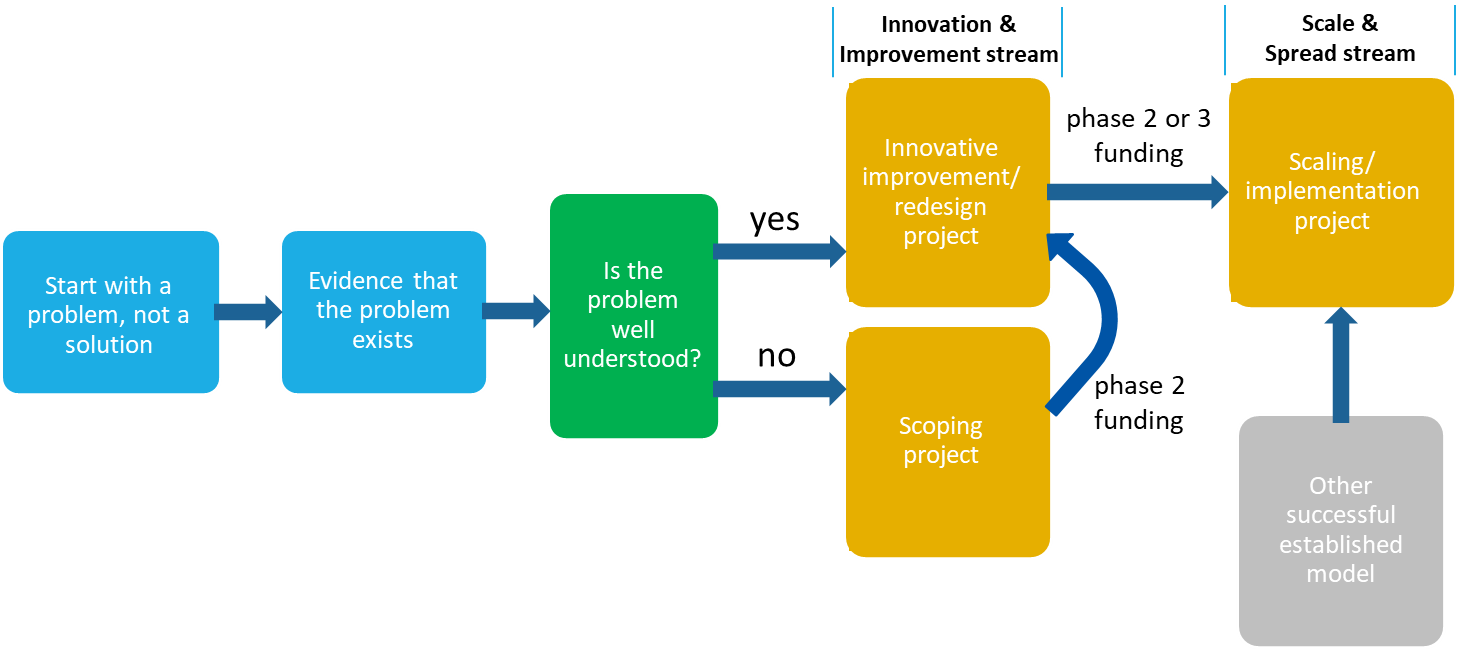 Innovation &
Improvement stream
Scale &
Spread stream
Start with a
problem, not a
solution
Evidence that
the problem
exists
Is the
problem
well
understood?
yes
no
Innovative
improvement/
redesign
project
Scoping
project
phase 2 or 3
funding
phase 2
funding
Scaling/
implementation
project
Other
successful
established
model